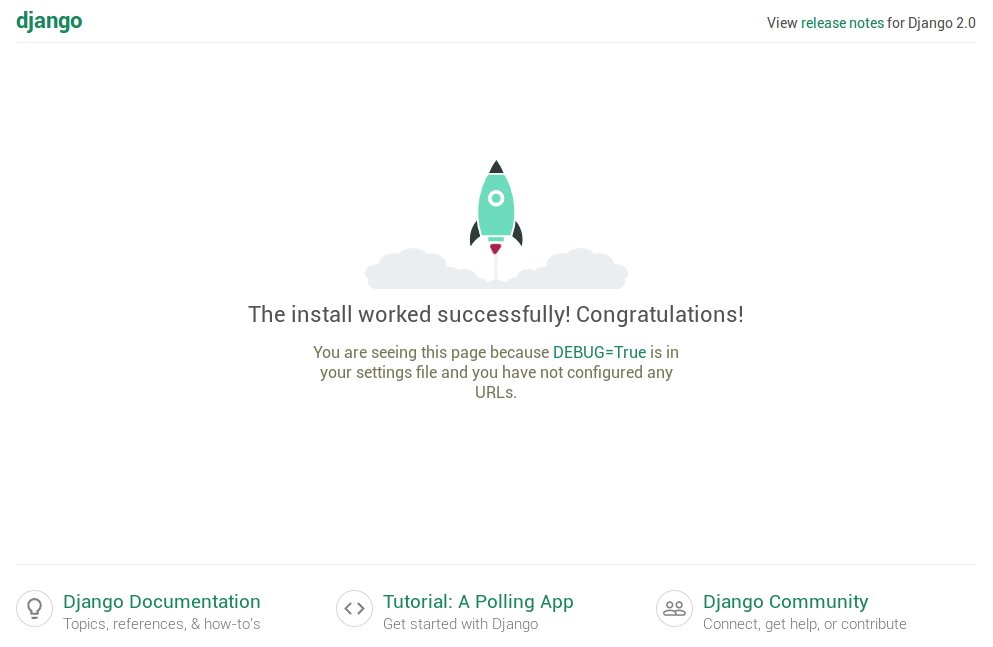 django
View release notes for Django 2.0
The install worked successfully! Congratulations!
You are seeing this page because DEBUG=True is in
your settings file and you have not configured any
URLs.
Django Documentation
Topics, references, & how-to's
Tutorial: A Polling App
Get started with Django
Django Community
Connect, get help, or contribute